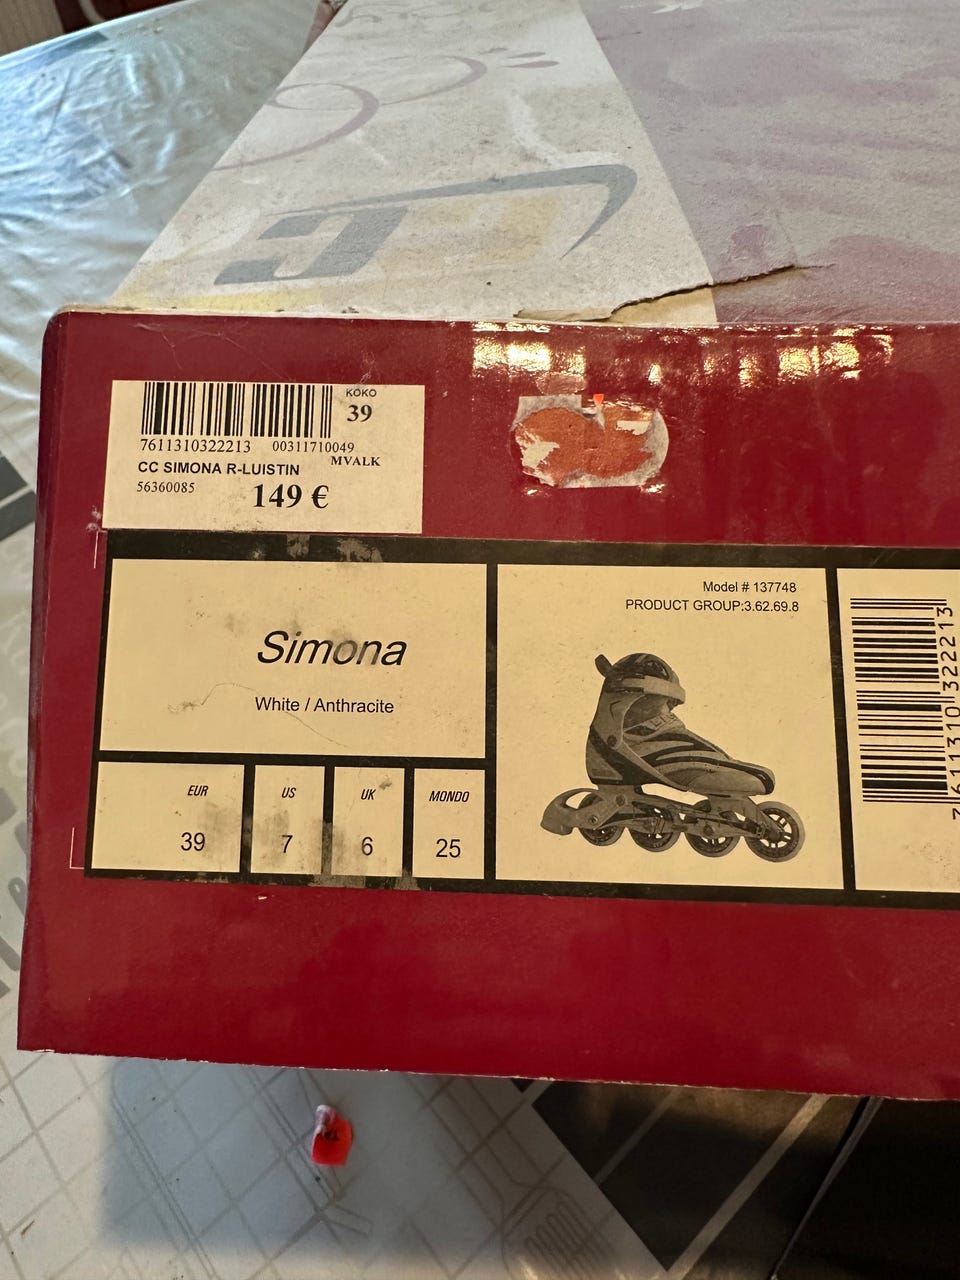 KOKO
39
7611310322213 00311710049
MVALK
CC SIMONA R-LUISTIN
56360085
149 €
Simona
White / Anthracite
EUR US UK MONDO
39 7 6 25
Model # 137748
PRODUCT GROUP:3.62.69.8
7611310322213